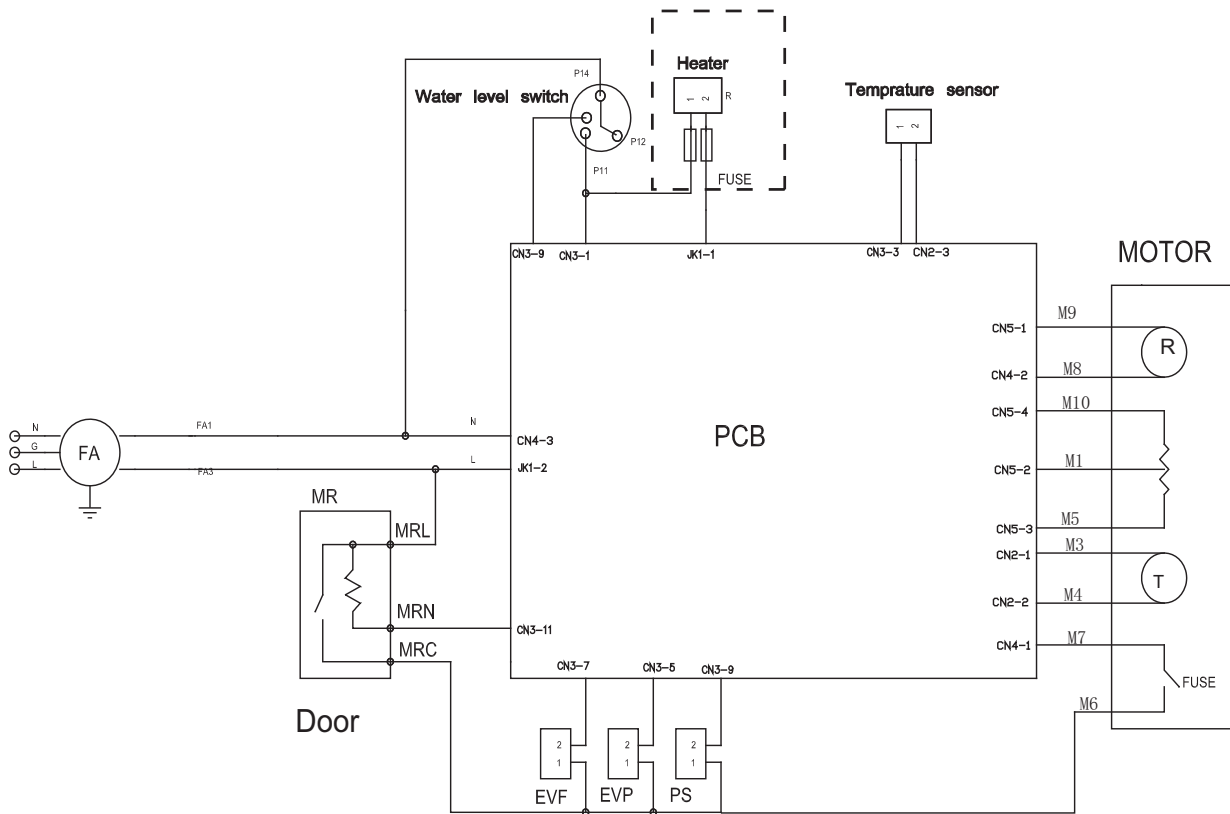 P14
Heater
1
2
R
Water level switch
P12
P11
FUSE
Temprature sensor
1
2
CN3-9
CN3-1
JK1-1
CN3-3
CN2-3
MOTOR
CN5-1
M9
R
CN4-2
M8
CN5-4
M10
N
G
L
FA
FA1
N
CN4-3
PCB
FA3
L
JK1-2
CN5-2
M1
MR
MRL
CN5-3
M5
CN2-1
M3
T
CN2-2
M4
MRN
CN3-11
MRC
CN4-1
M7
FUSE
M6
Door
CN3-7
CN3-5
CN3-9
2
1
2
1
2
1
EVF
EVP
PS